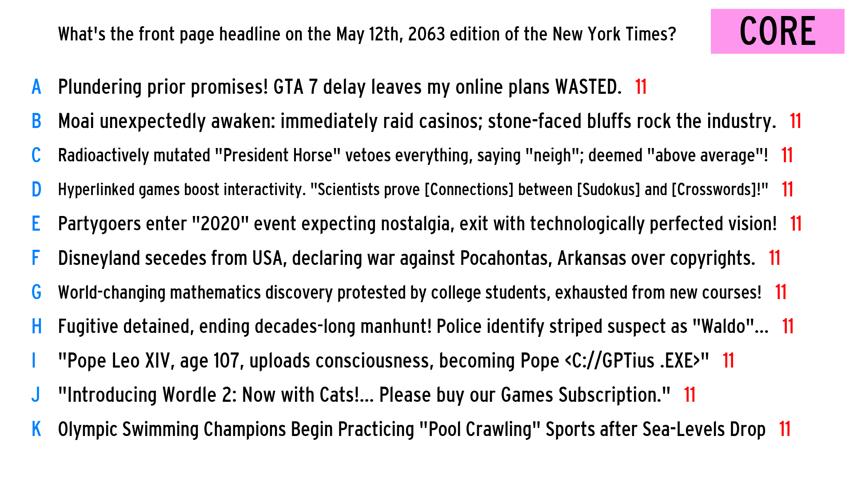 What's the front page headline on the May 12th, 2063 edition of the New York Times?
CORE
A Plundering prior promises! GTA 7 delay leaves my online plans WASTED. 11
B Moai unexpectedly awaken: immediately raid casinos; stone-faced bluffs rock the industry. 11
C Radioactively mutated "President Horse" vetoes everything, saying "neigh"; deemed "above average"! 11
D Hyperlinked games boost interactivity. "Scientists prove [Connections] between [Sudokus] and [Crosswords]!" 11
E Partygoers enter "2020" event expecting nostalgia, exit with technologically perfected vision! 11
F Disneyland secedes from USA, declaring war against Pocahontas, Arkansas over copyrights. 11
G World-changing mathematics discovery protested by college students, exhausted from new courses! 11
H Fugitive detained, ending decades-long manhunt! Police identify striped suspect as "Waldo"... 11
I "Pope Leo XIV, age 107, uploads consciousness, becoming Pope <C://GPTius .EXE>" 11
J "Introducing Wordle 2: Now with Cats!... Please buy our Games Subscription." 11
K Olympic Swimming Champions Begin Practicing "Pool Crawling" Sports after Sea-Levels Drop 11